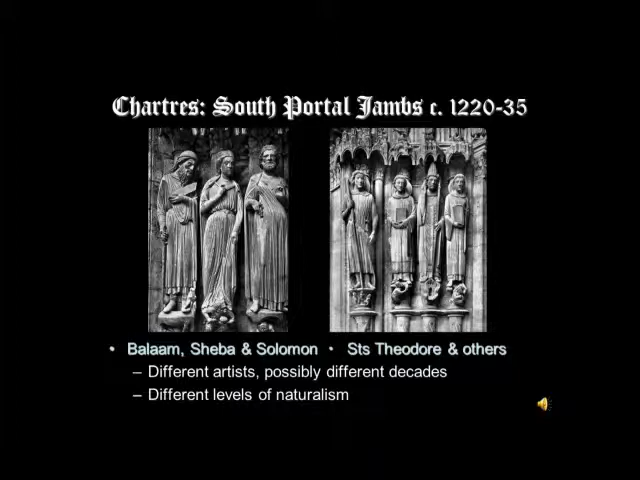 Chartres: South Portal Jambs c. 1220-35
• Balaam, Sheba & Solomon • Sts Theodore & others
– Different artists, possibly different decades
– Different levels of naturalism